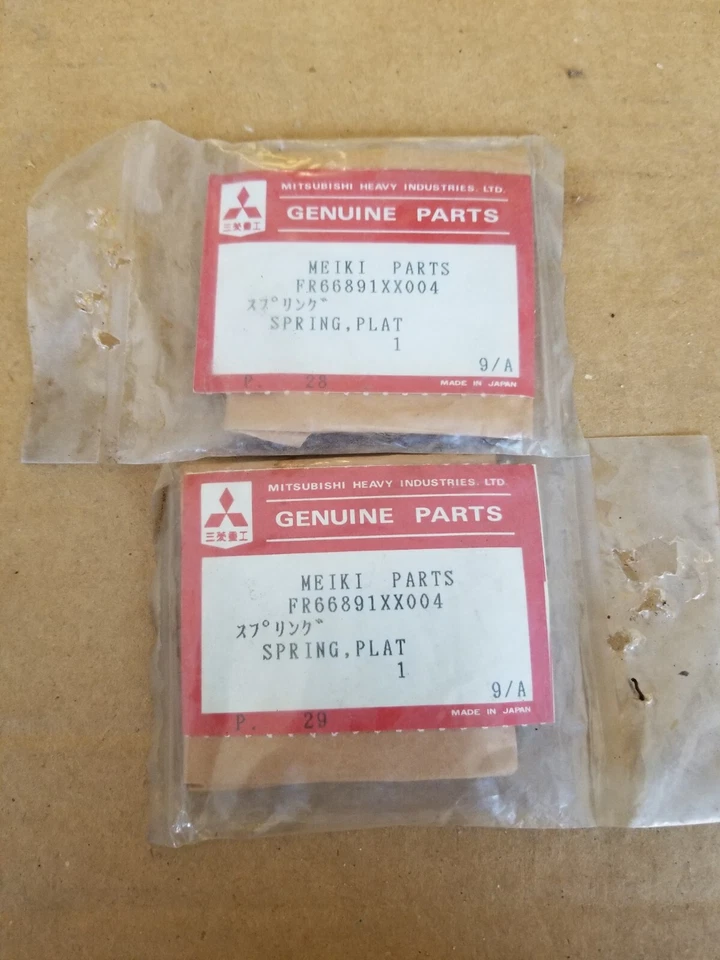 MITSUBISHI HEAVY INDUSTRIES. LTD.
GENUINE PARTS
三菱重工
MEIKI PARTS
FR66891XX004
スプリング
SPRING,PLAT
1
9/A
P. 28
MADE IN JAPAN
MITSUBISHI HEAVY INDUSTRIES. LTD
GENUINE PARTS
三菱重工
MEIKI PARTS
FR66891XX004
スプリング
SPRING,PLAT
1
9/A
P. 29
MADE IN JAPAN